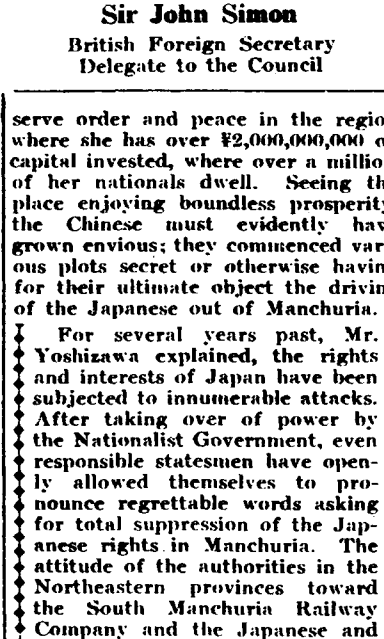 Sir John Simon
British Foreign Secretary
Delegate to the Council
serve order and peace in the regio
where she has over ¥2,000,000,000 o
capital invested, where over a millio
of her nationals dwell. Seeing th
place enjoying boundless prosperity
the Chinese must evidently hav
grown envious; they commenced var
ous plots secret or otherwise havin
for their ultimate object the drivin
of the Japanese out of Manchuria.
For several years past, Mr.
Yoshizawa explained, the rights
and interests of Japan have been
subjected to innumerable attacks.
After taking over of power by
the Nationalist Government, even
responsible statesmen have open-
ly allowed themselves to pro-
nounce regrettable words asking
for total suppression of the Jap-
anese rights in Manchuria. The
attitude of the authorities in the
Northeastern provinces toward
the South Manchuria Railway
Company and the Japanese and